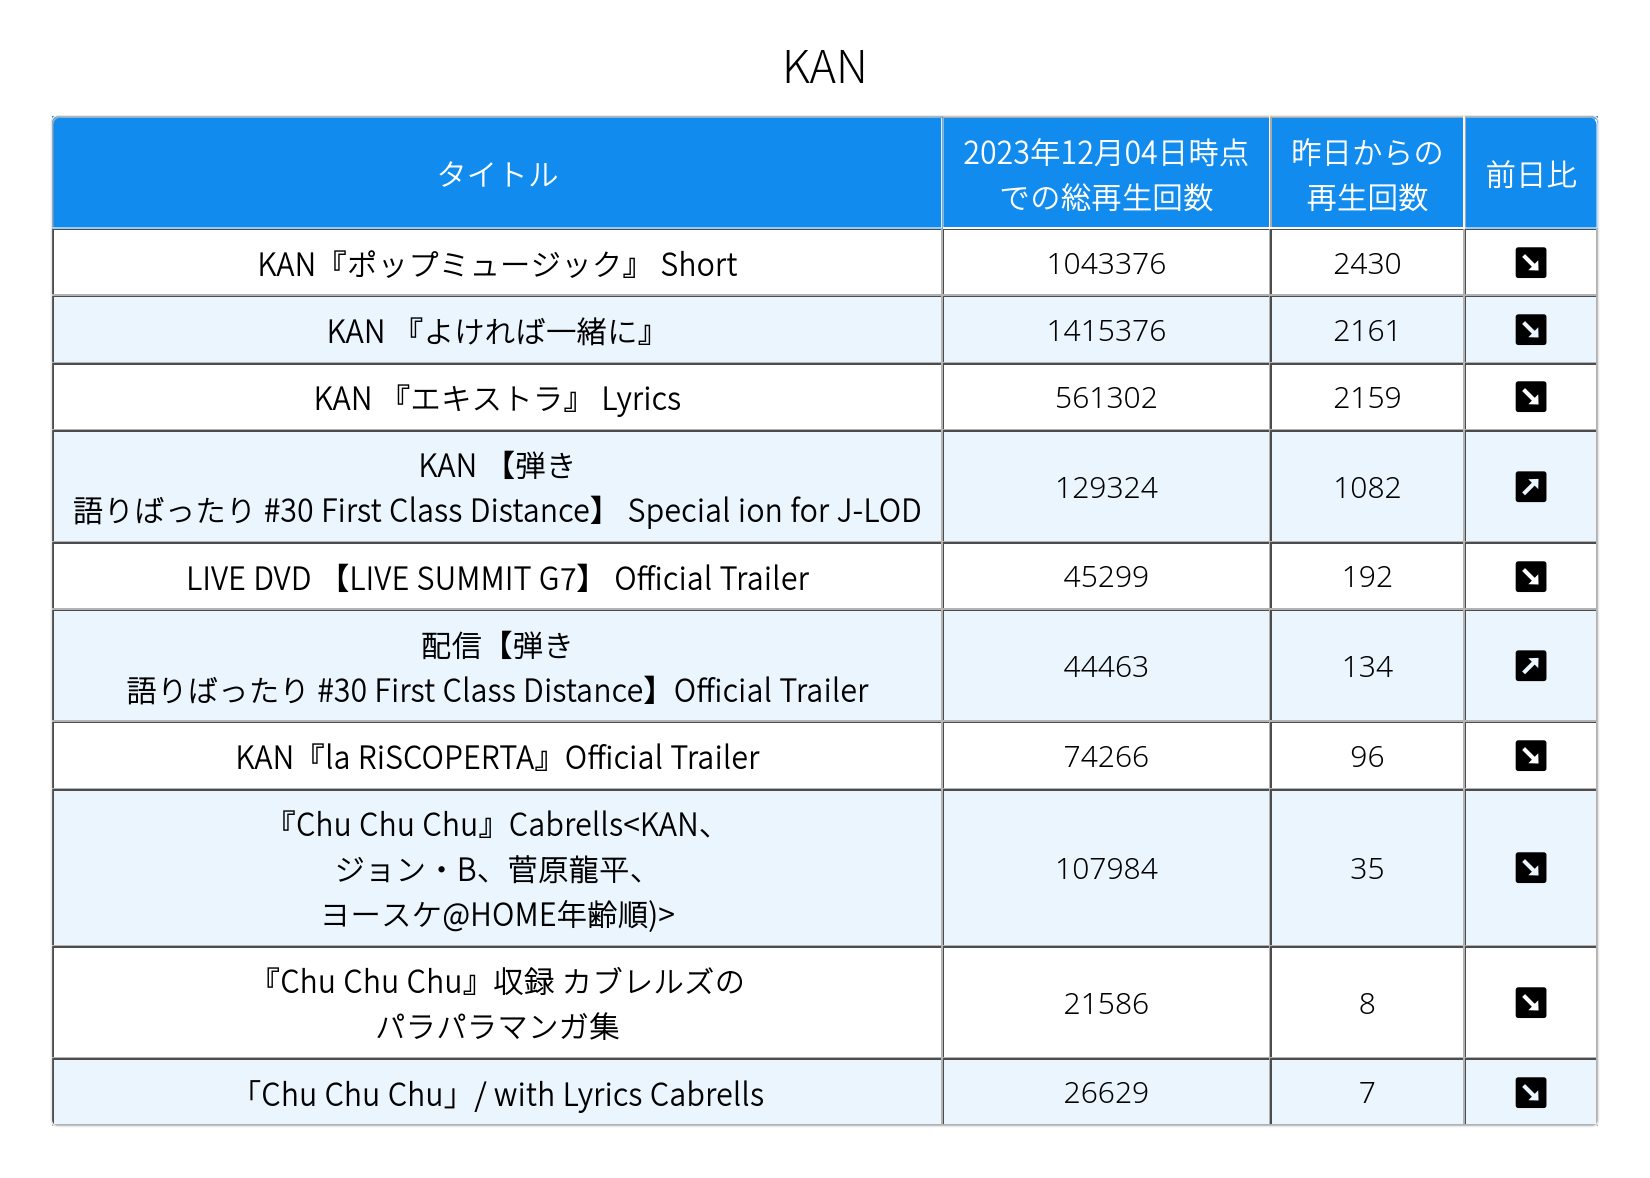 KAN
タイトル
2023年12月04日時点
での総再生回数
昨日からの
再生回数
前日比
KAN『ポップミュージック』 Short
1043376
2430
KAN 『よければ一緒に』
1415376
2161
KAN 『エキストラ』 Lyrics
561302
2159
KAN 【弾き
語りばったり #30 First Class Distance】 Special ion for J-LOD
129324
1082
LIVE DVD 【LIVE SUMMIT G7】 Official Trailer
45299
192
配信【弾き
語りばったり #30 First Class Distance】Official Trailer
44463
134
KAN『la RiSCOPERTA』Official Trailer
74266
96
『Chu Chu Chu』Cabrells<KAN、
ジョン・B、菅原龍平、
ヨースケ@HOME年齢順)>
107984
35
『Chu Chu Chu』収録 カブレルズの
パラパラマンガ集
21586
8
「Chu Chu Chu」/ with Lyrics Cabrells
26629
7